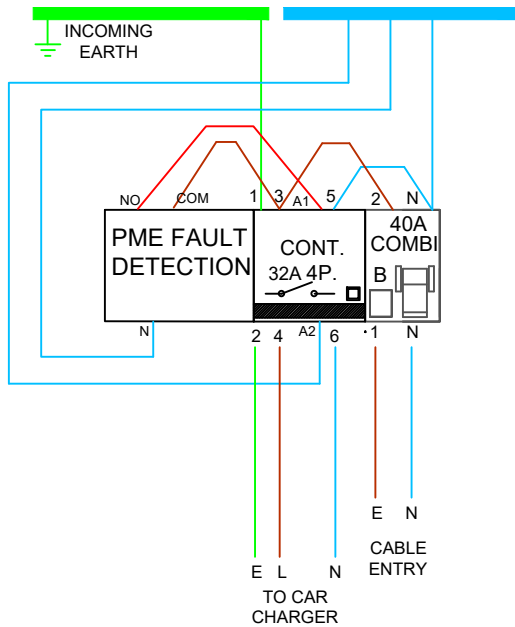 INCOMING
EARTH
NO COM 1 3 A1 5 2 N
PME FAULT
DETECTION
CONT.
32A 4P.
40A
COMBI
B
N 2 4 A2 6 1 N
E N
CABLE
ENTRY
E L N
TO CAR
CHARGER